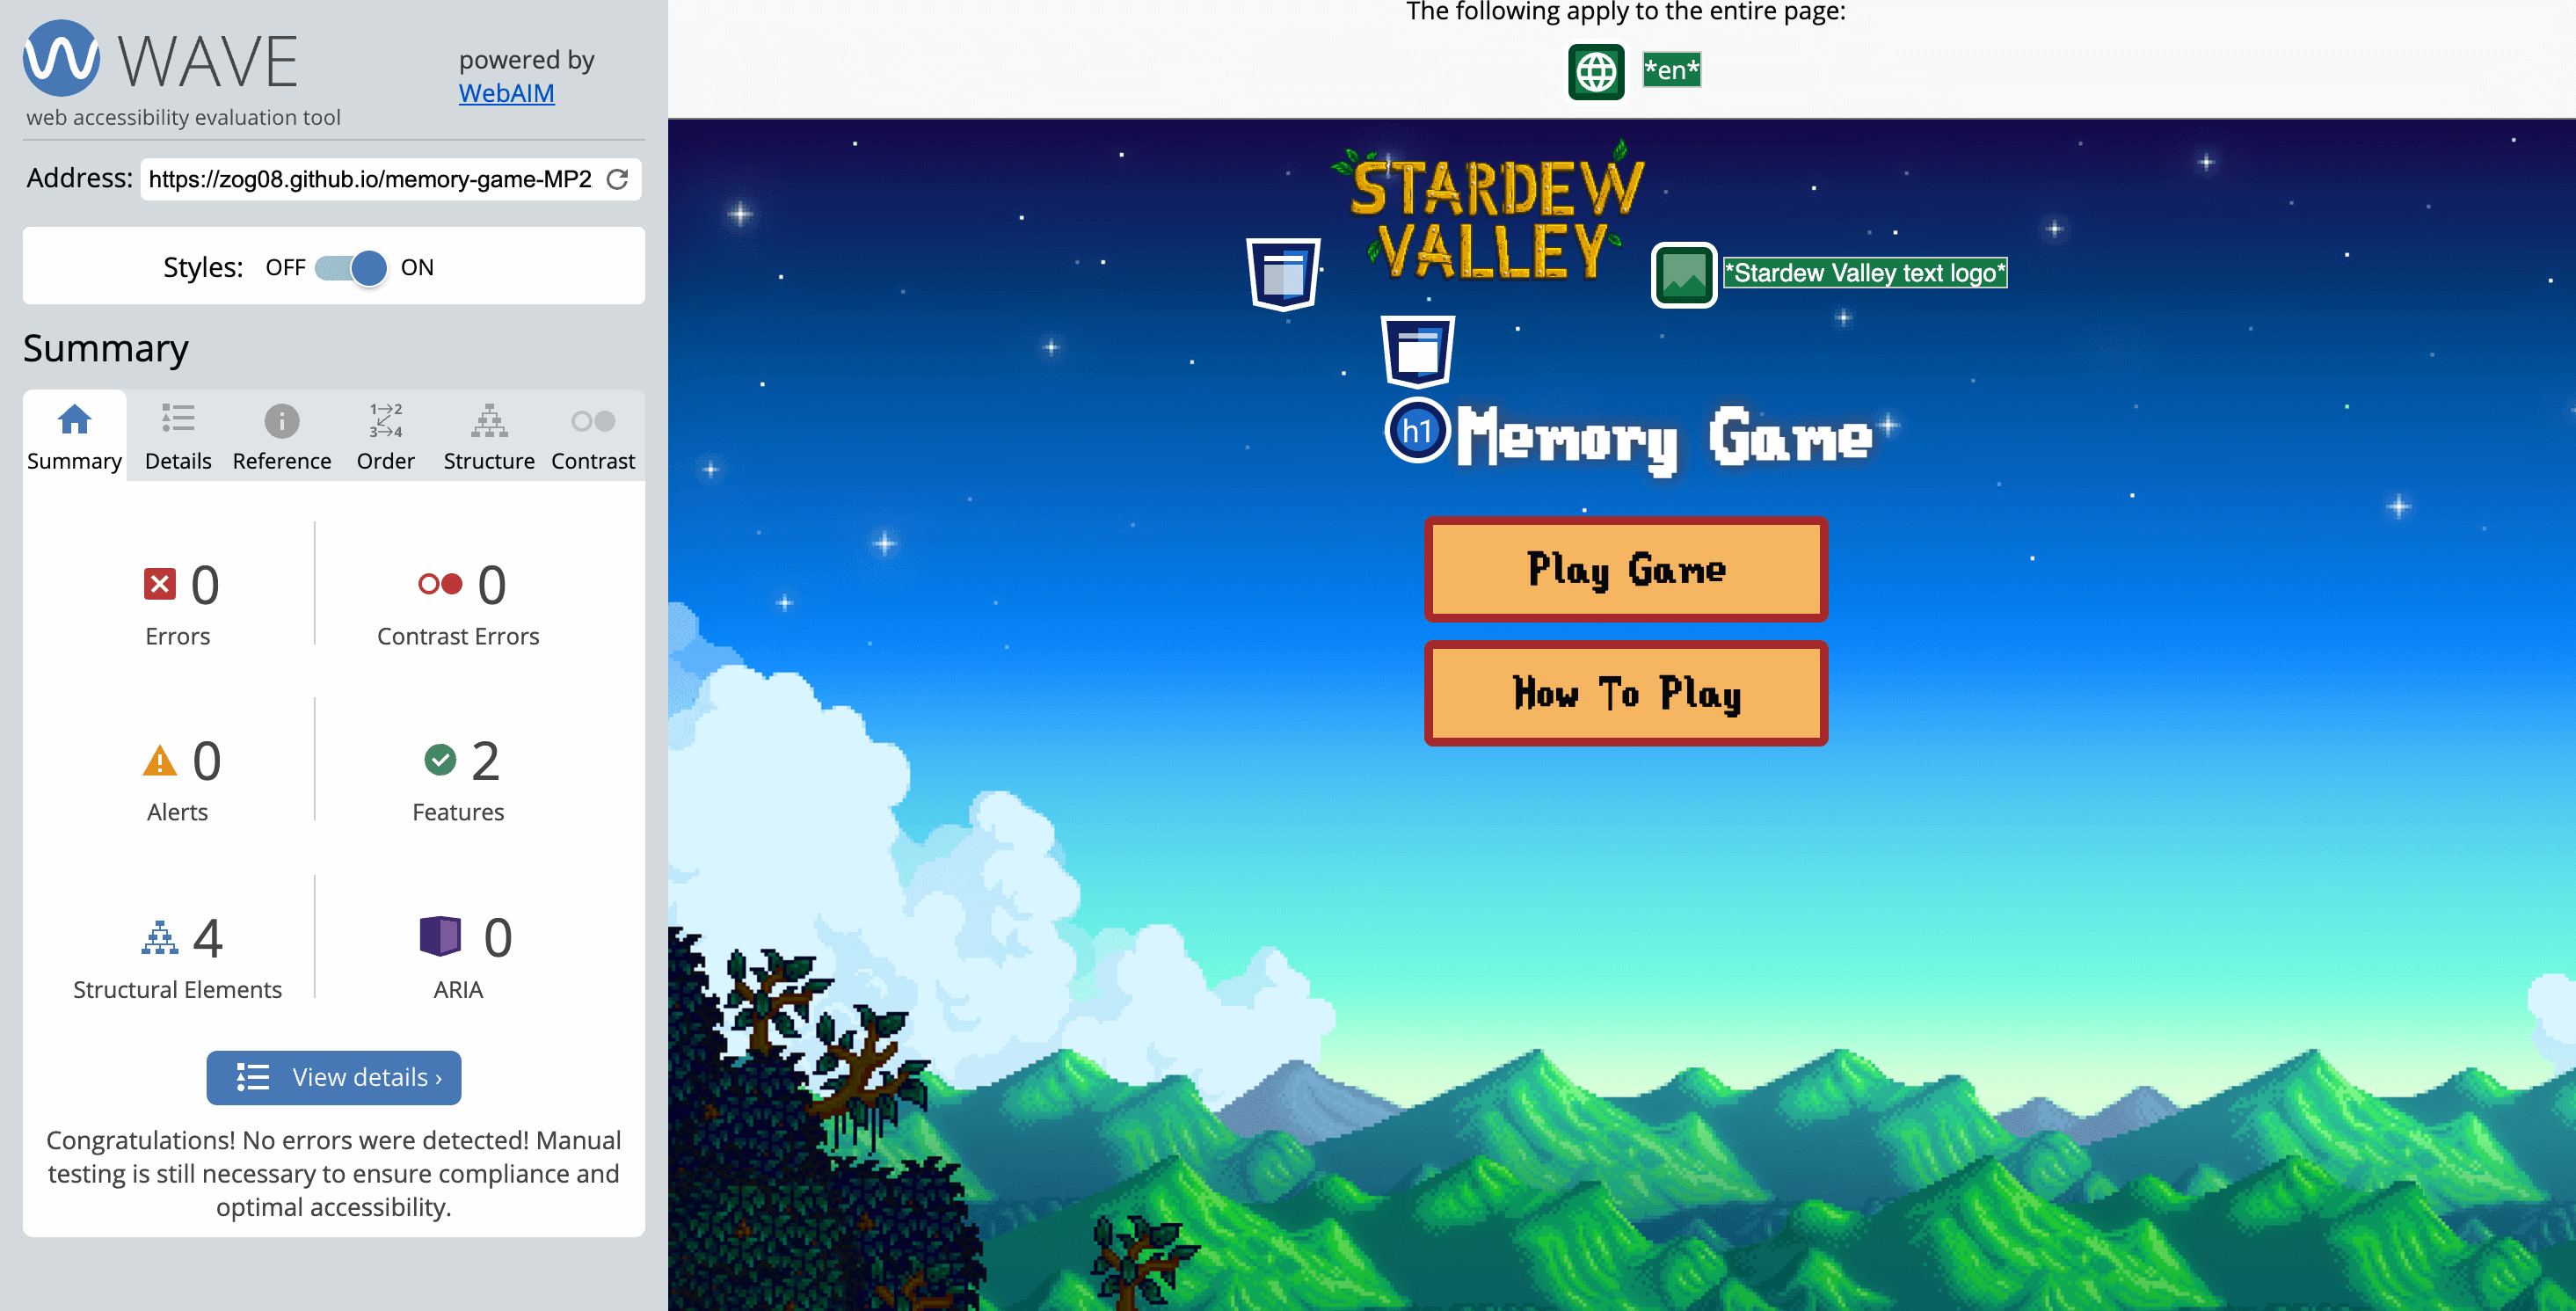 WAVE
powered by
WebAIM
web accessibility evaluation tool
Address: https://zog08.github.io/memory-game-MP2
Styles: OFF ON
Summary
1→2
3→4
Summary Details Reference Order Structure Contrast
0 0
Errors Contrast Errors
0 2
Alerts Features
4 0
Structural Elements ARIA
View details ›
Congratulations! No errors were detected! Manual
testing is still necessary to ensure compliance and
optimal accessibility.
The following apply to the entire page:
*en*
STARDEW
VALLEY
*Stardew Valley text logo*
h1 Memory Game
Play Game
How To Play